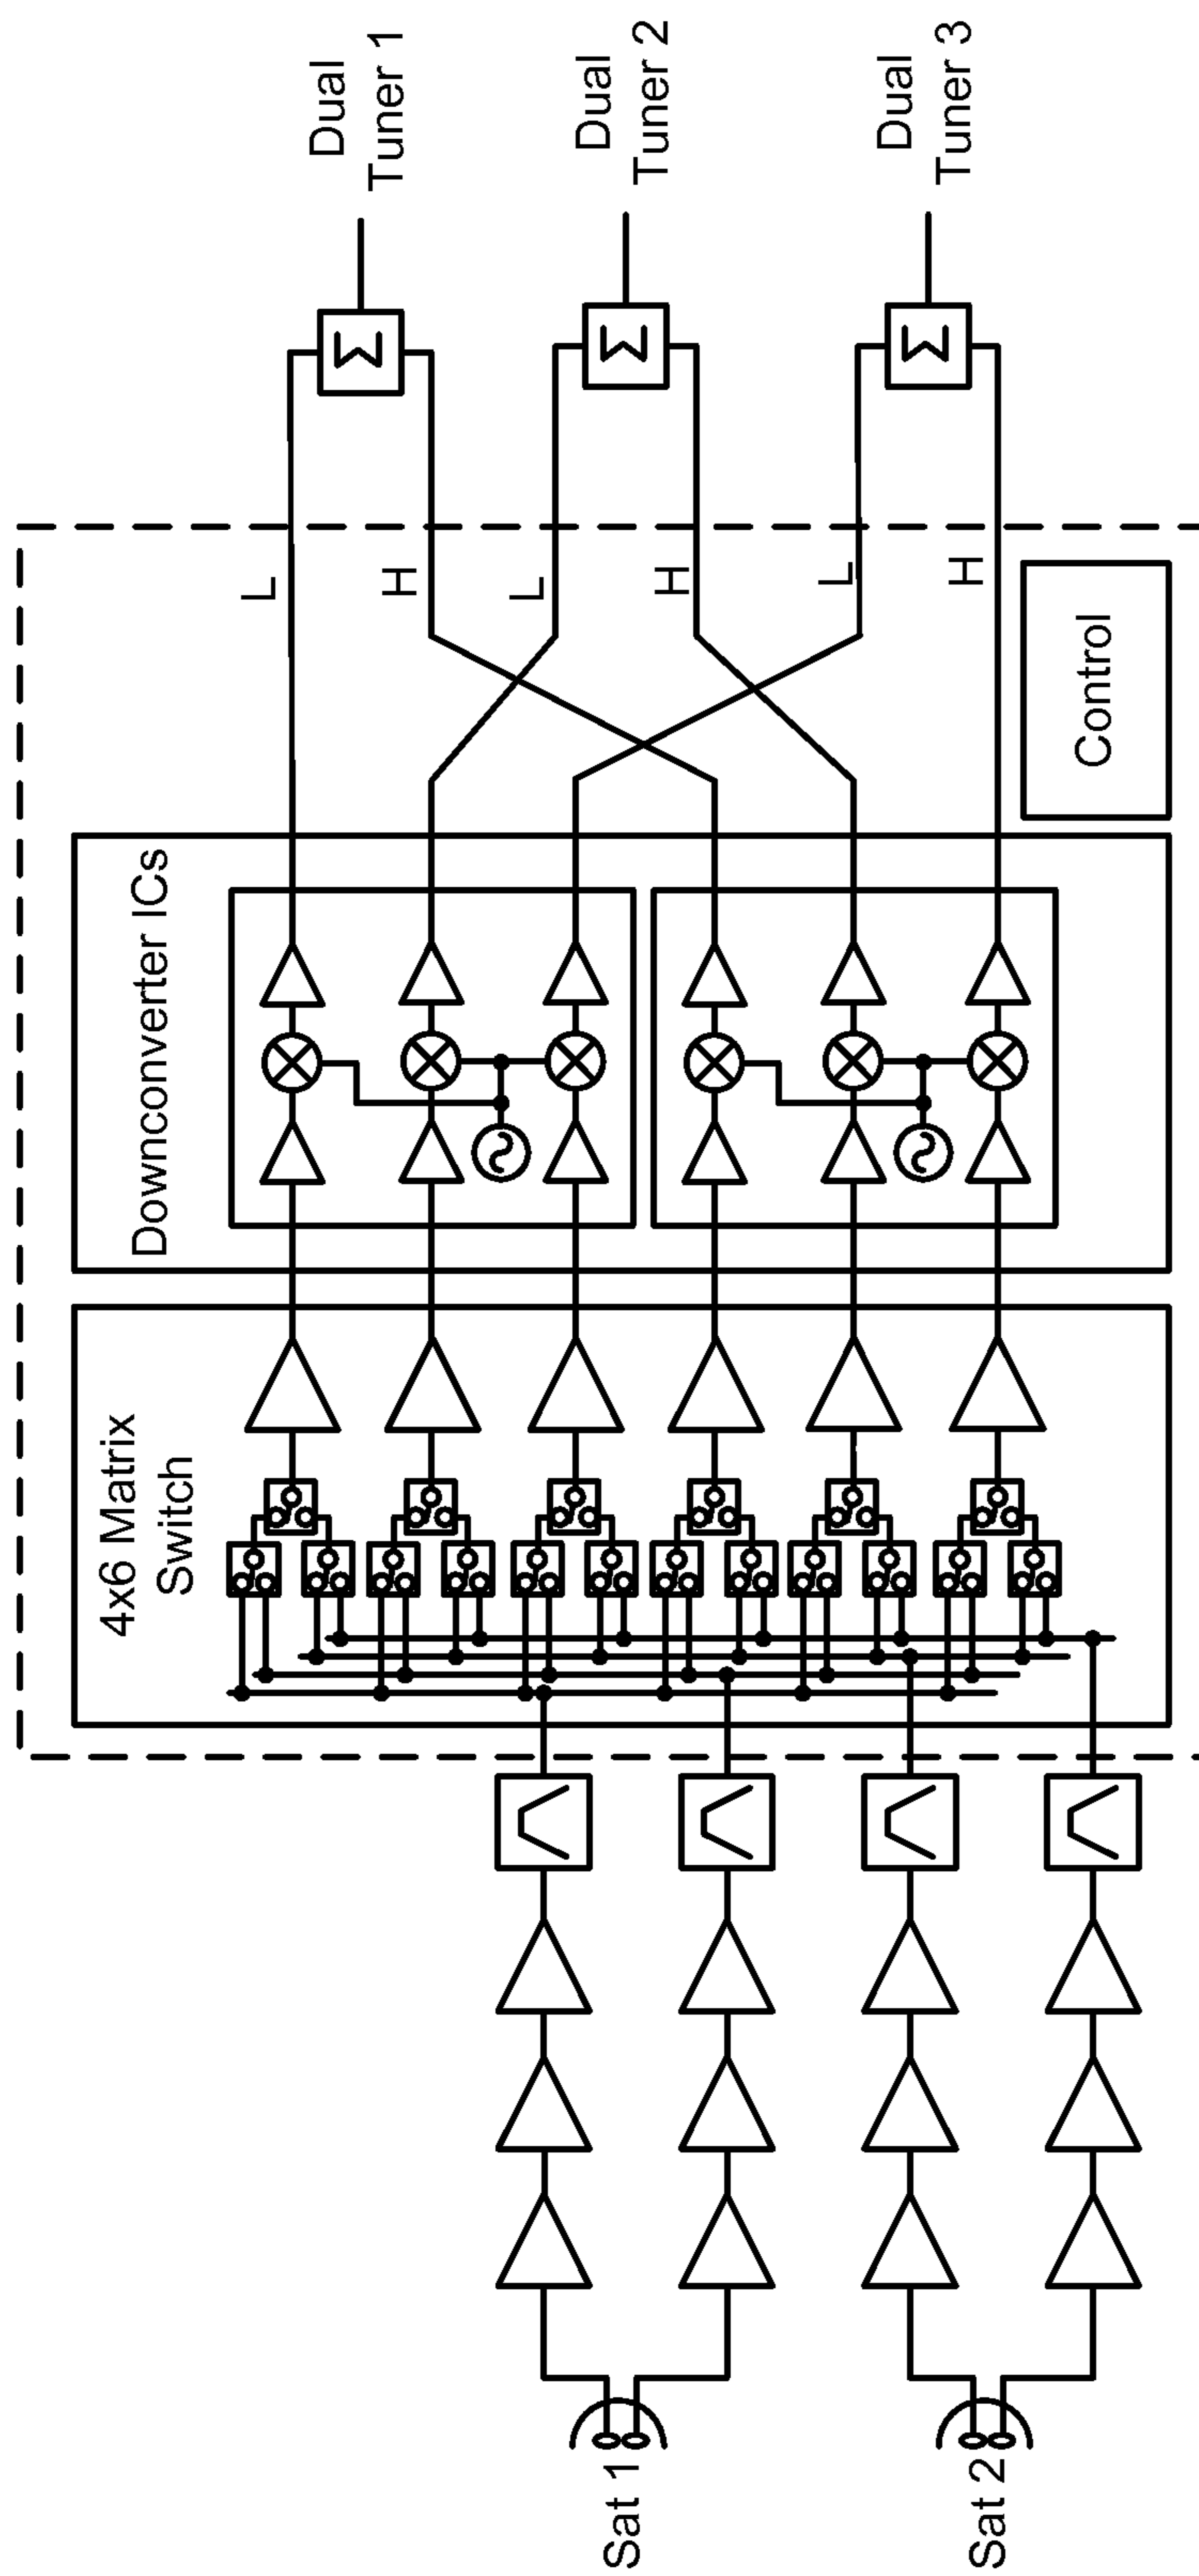 Sat 1
Sat 2
4x6 Matrix
Switch
Downconverter ICs
Control
L
H
L
H
L
H
Σ
Σ
Σ
Dual
Tuner 1
Dual
Tuner 2
Dual
Tuner 3